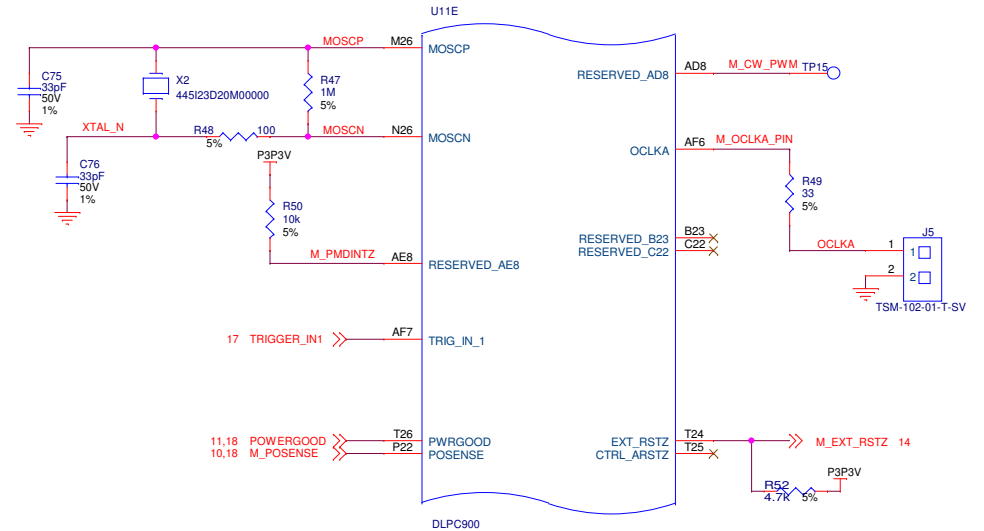 U11E
MOSCP M26 MOSCP
C75
33pF
50V
1%
X2
445I23D20M00000
R47
1M
5%
RESERVED_AD8 AD8 M_CW_PWM TP15
XTAL_N R48 100 MOSCN N26 MOSCN
5%
OCLKA AF6 M_OCLKA_PIN
C76
33pF
50V
1%
P3P3V
R50
10k
5%
R49
33
5%
M_PMDINTZ AE8 RESERVED_AE8
RESERVED_B23 B23
RESERVED_C22 C22
OCLKA 1 1
2 2
J5
TSM-102-01-T-SV
17 TRIGGER_IN1 AF7 TRIG_IN_1
11,18 POWERGOOD T26 PWRGOOD
10,18 M_POSENSE P22 POSENSE
EXT_RSTZ T24 M_EXT_RSTZ 14
CTRL_ARSTZ T25
P3P3V
R52
4.7k 5%
DLPC900